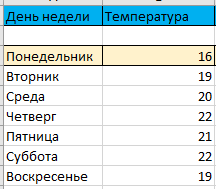 День недели Температура
Понедельник 16
Вторник 19
Среда 20
Четверг 22
Пятница 21
Суббота 22
Воскресенье 19